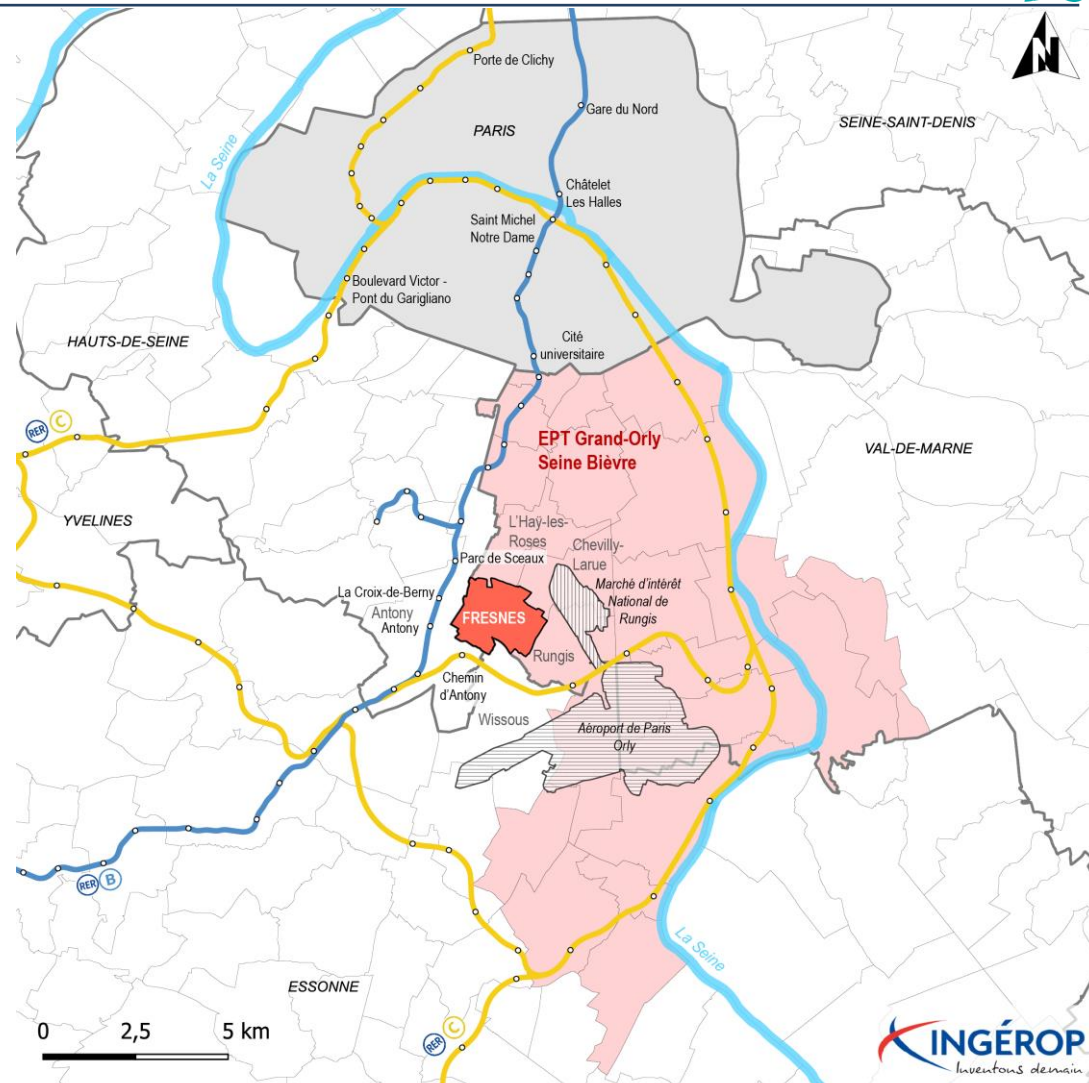 N
Porte de Clichy
Gare du Nord
PARIS
SEINE-SAINT-DENIS
La Seine
Châtelet
Les Halles
Saint Michel
Notre Dame
Boulevard Victor -
Pont du Garigliano
HAUTS-DE-SEINE
Cité
universitaire
RER C
EPT Grand-Orly
Seine Bièvre
VAL-DE-MARNE
YVELINES
L'Haÿ-les-
Roses
Chevilly-
Larue
Parc de Sceaux
Marché d'intérêt
National de
Rungis
La Croix-de-Berny
Antony
Antony
FRESNES
Rungis
Chemin
d'Antony
Wissous
Aéroport de Paris
Orly
RER B
La Seine
ESSONNE
RER C
0 2,5 5 km
INGÉROP
Inventons demain